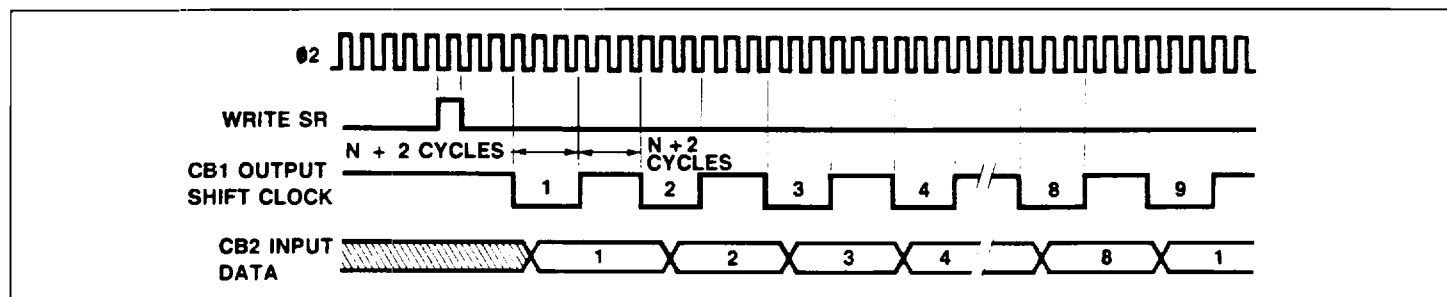 ϕ2
WRITE SR
N + 2 CYCLES
N + 2
CYCLES
CB1 OUTPUT
SHIFT CLOCK
1 2 3 4 8 9
CB2 INPUT
DATA
1 2 3 4 8 1